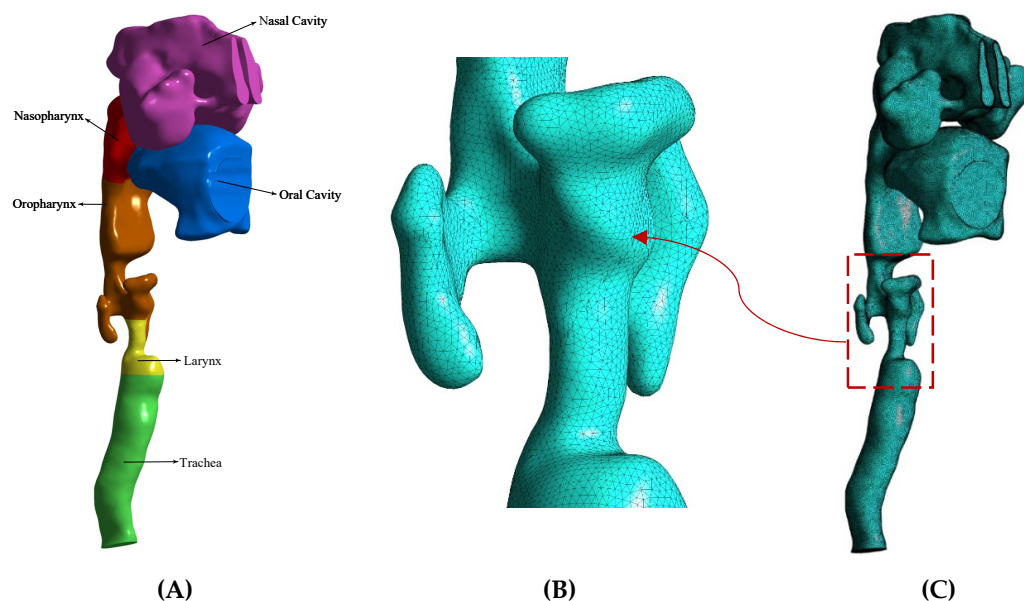 Nasal Cavity
Nasopharynx
Oral Cavity
Oropharynx
Larynx
Trachea
(A)
(B)
(C)